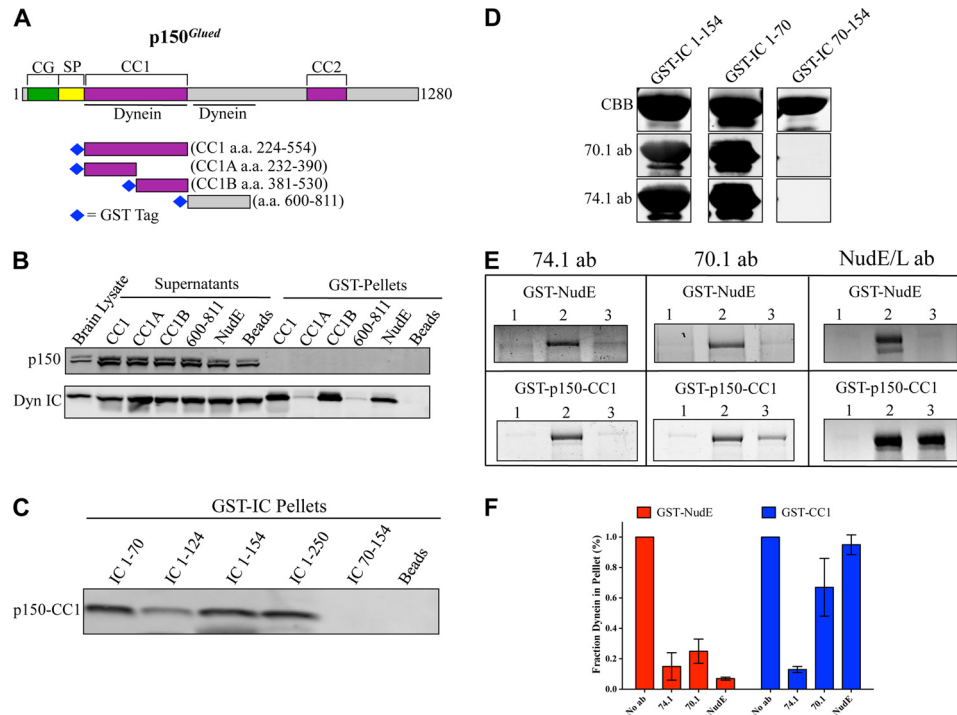 A
p150Glued
CG SP CC1 CC2
1 1280
Dynein Dynein
(CC1 a.a. 224-554)
(CC1A a.a. 232-390)
(CC1B a.a. 381-530)
(a.a. 600-811)
= GST Tag
B
Supernatants GST-Pellets
Brain Lysate CC1 CC1A CC1B 600-811 NudE Beads CC1 CC1A CC1B 600-811 NudE Beads
p150
Dyn IC
C
GST-IC Pellets
IC 1-70 IC 1-124 IC 1-154 IC 1-250 IC 70-154 Beads
p150-CC1
D
GST-IC 1-154 GST-IC 1-70 GST-IC 70-154
CBB
70.1 ab
74.1 ab
E
74.1 ab 70.1 ab NudE/L ab
GST-NudE GST-NudE GST-NudE
1 2 3 1 2 3 1 2 3
GST-p150-CC1 GST-p150-CC1 GST-p150-CC1
1 2 3 1 2 3 1 2 3
F
GST-NudE GST-CC1
Fraction Dynein in Pelllet (%)
1.0
0.8
0.6
0.4
0.2
0.0
No ab 74.1 70.1 NudE No ab 74.1 70.1 NudE